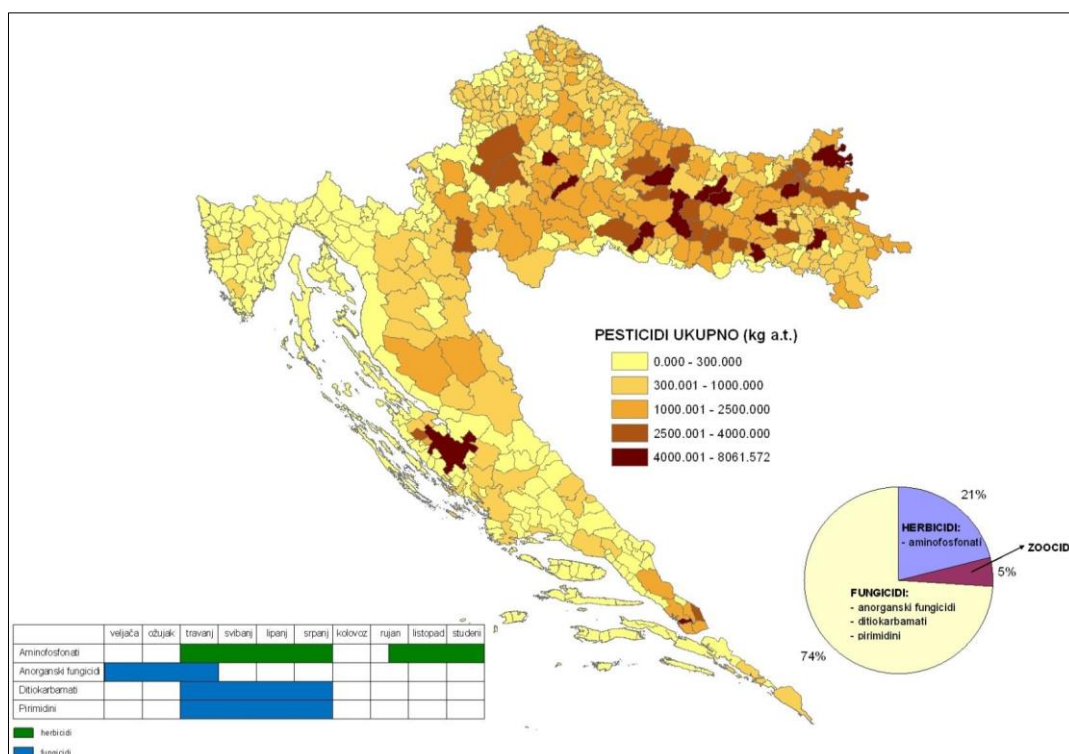 PESTICIDI UKUPNO (kg a.t.)
0.000 - 300.000
300.001 - 1000.000
1000.001 - 2500.000
2500.001 - 4000.000
4000.001 - 8061.572
21%
HERBICIDI:
- aminofosfonati
ZOOCID
5%
FUNGICIDI:
- anorganski fungicidi
- ditiokarbamati
- pirimidini
74%
veljača ožujak travanj svibanj lipanj srpanj kolovoz rujan listopad studeni
Aminofosfonati
Anorganski fungicidi
Ditiokarbamati
Pirimidini
herbicidi
fungicidi